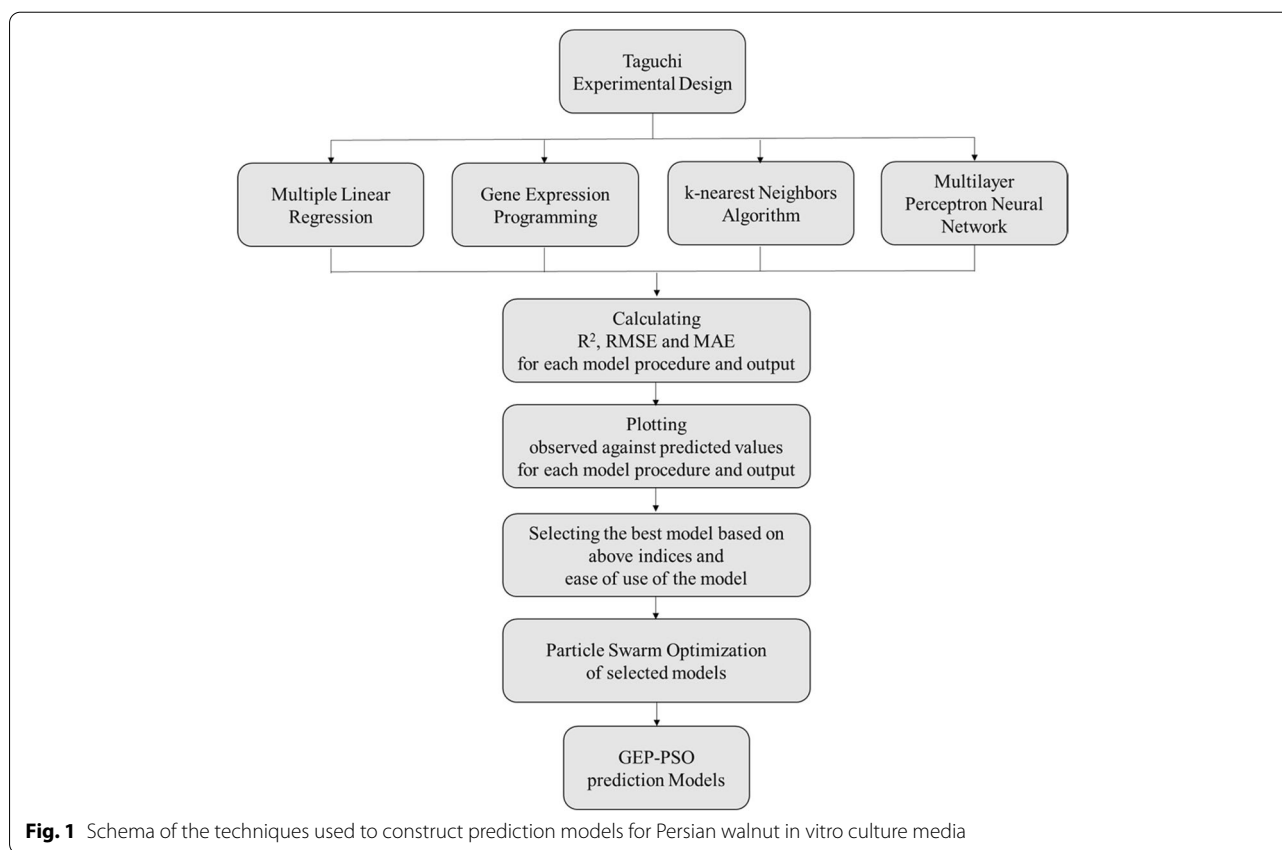 Taguchi
Experimental Design
Multiple Linear
Regression
Gene Expression
Programming
k-nearest Neighbors
Algorithm
Multilayer
Perceptron Neural
Network
Calculating
R², RMSE and MAE
for each model procedure and output
Plotting
observed against predicted values
for each model procedure and output
Selecting the best model based on
above indices and
ease of use of the model
Particle Swarm Optimization
of selected models
GEP-PSO
prediction Models
Fig. 1 Schema of the techniques used to construct prediction models for Persian walnut in vitro culture media